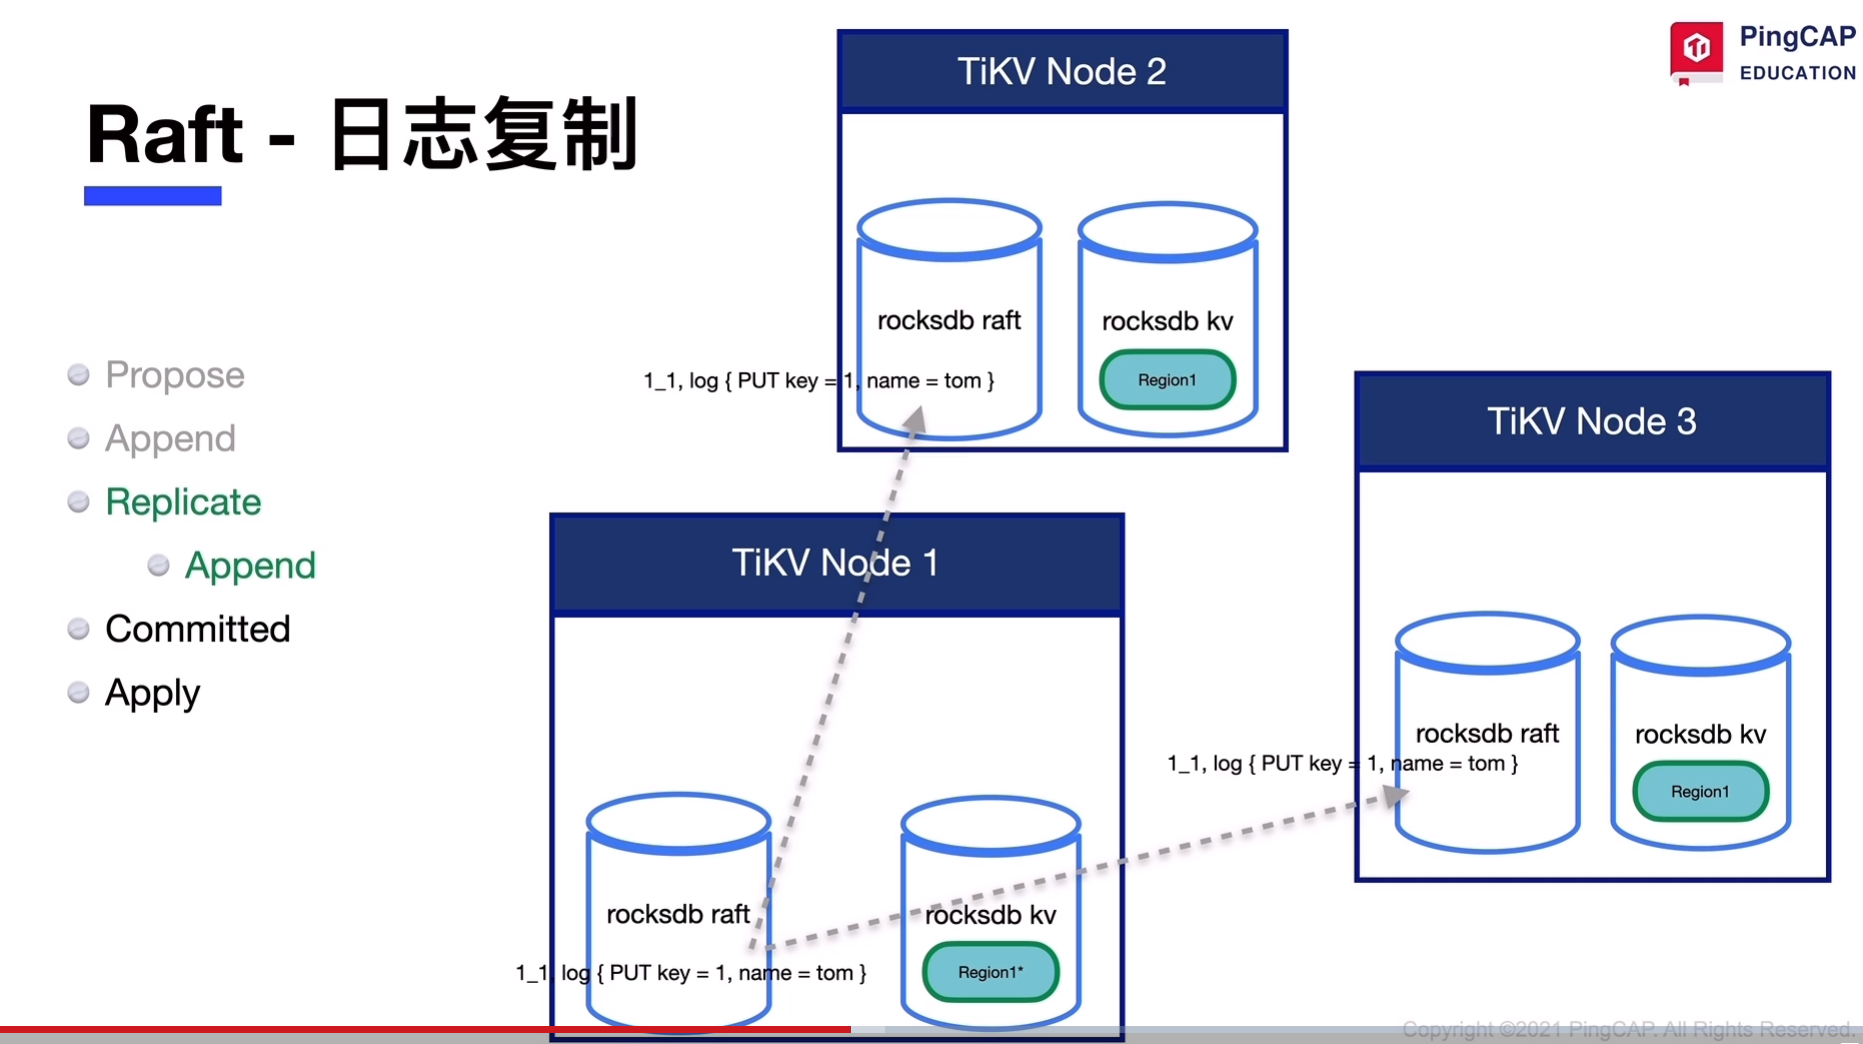 PingCAP
EDUCATION
Raft - 日志复制
Propose
Append
Replicate
Append
Committed
Apply
TiKV Node 2
rocksdb raft
rocksdb kv
1_1, log { PUT key = 1, name = tom }
Region1
TiKV Node 1
rocksdb raft
rocksdb kv
1_1, log { PUT key = 1, name = tom }
Region1*
TiKV Node 3
rocksdb raft
rocksdb kv
1_1, log { PUT key = 1, name = tom }
Region1
Copyright ©2021 PingCAP. All Rights Reserved.